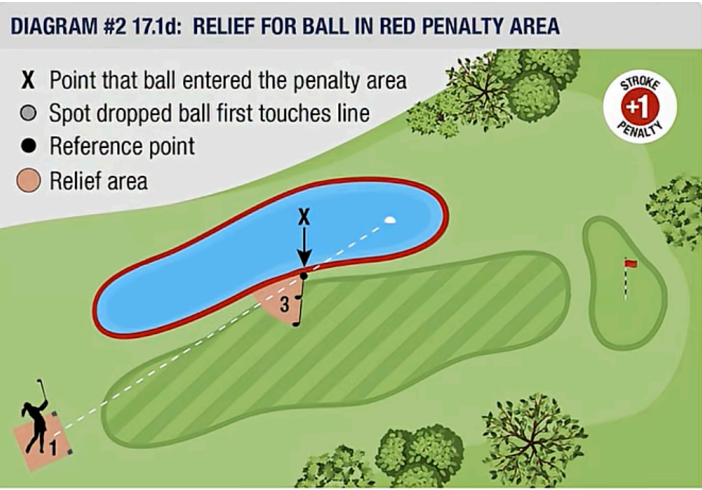 DIAGRAM #2 17.1d: RELIEF FOR BALL IN RED PENALTY AREA
X Point that ball entered the penalty area
Spot dropped ball first touches line
Reference point
Relief area
STROKE
+1
PENALTY
X
3
1